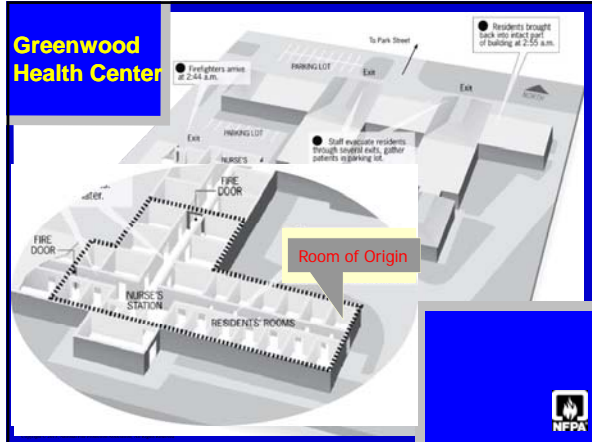 Greenwood
Health Center
To Park Street
Residents brought
back into intact part
of building at 2:55 a.m.
Firefighters arrive
at 2:44 a.m.
PARKING LOT
Exit
Exit
NORTH
Exit
PARKING LOT
Staff evacuate residents
through several exits, gather
patients in parking lot.
NURSE'S
ater.
FIRE
DOOR
FIRE
DOOR
Room of Origin
NURSE'S
STATION
RESIDENTS' ROOMS
NFPA